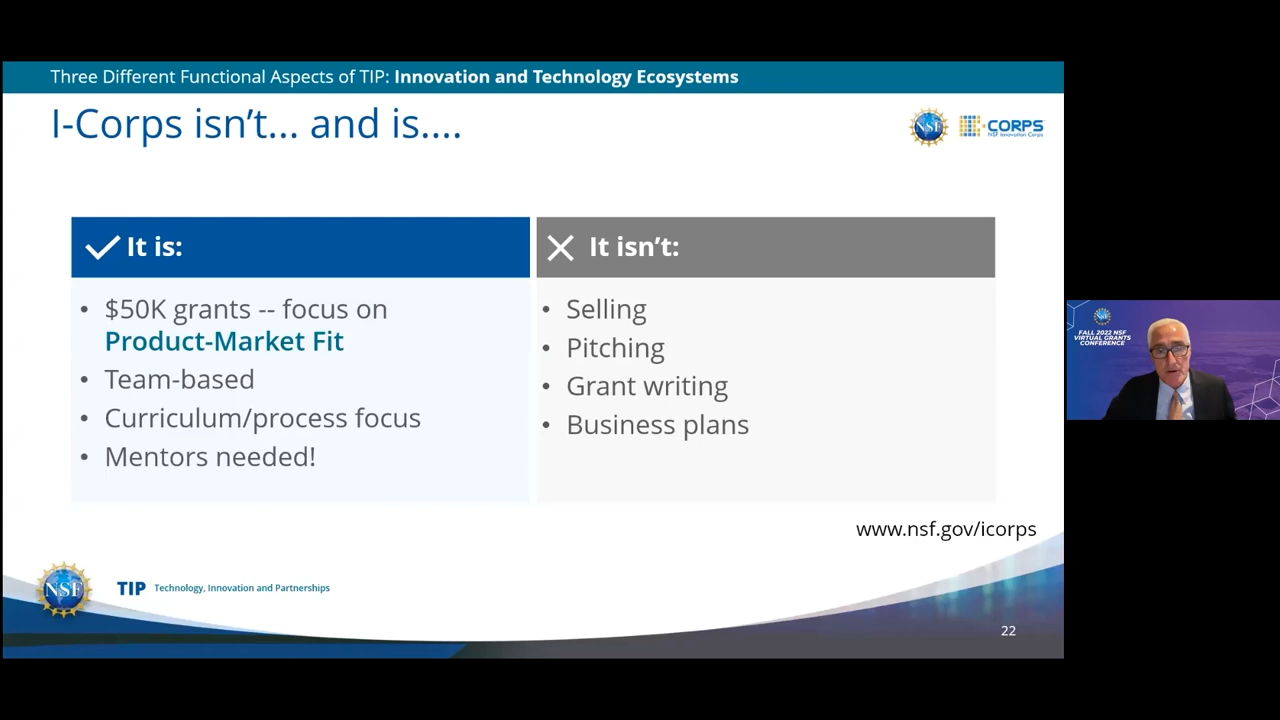 Three Different Functional Aspects of TIP: Innovation and Technology Ecosystems
I-Corps isn't... and is....
NSF
I-CORPS
NSF Innovation Corps
It is:
• $50K grants -- focus on
Product-Market Fit
• Team-based
• Curriculum/process focus
• Mentors needed!
It isn't:
• Selling
• Pitching
• Grant writing
• Business plans
www.nsf.gov/icorps
NSF
TIP Technology, Innovation and Partnerships
22
NSF
FALL 2022 NSF
VIRTUAL GRANTS
CONFERENCE